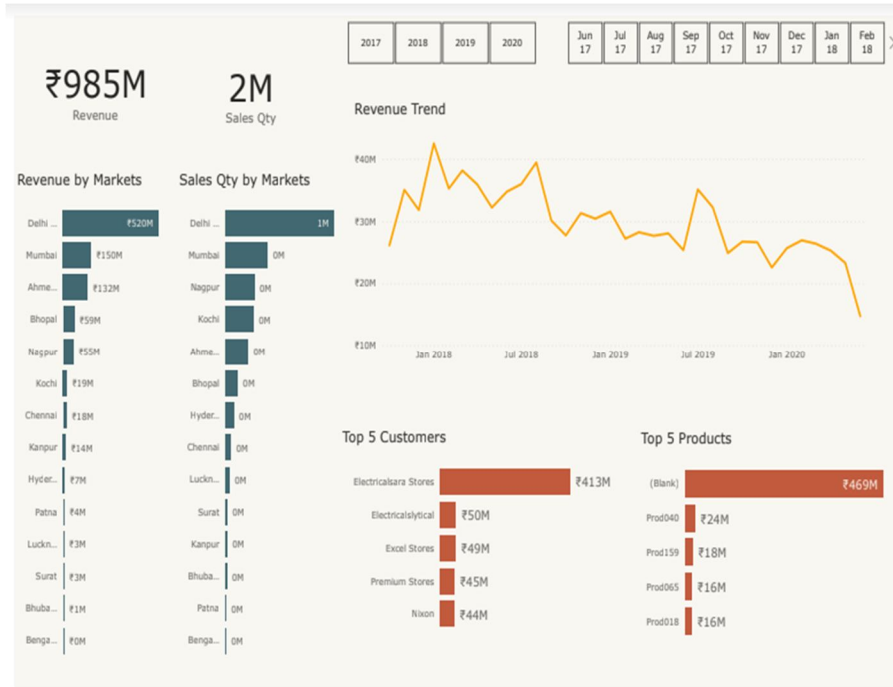 2017 2018 2019 2020
Jun 17 Jul 17 Aug 17 Sep 17 Oct 17 Nov 17 Dec 17 Jan 18 Feb 18
₹985M
Revenue
2M
Sales Qty
Revenue Trend
₹40M
₹30M
₹20M
₹10M
Jan 2018 Jul 2018 Jan 2019 Jul 2019 Jan 2020
Revenue by Markets
Delhi ... ₹520M
Mumbai ₹150M
Ahme... ₹132M
Bhopal ₹59M
Nagpur ₹55M
Kochi ₹19M
Chennai ₹18M
Kanpur ₹14M
Hyder... ₹7M
Patna ₹4M
Luckn... ₹3M
Surat ₹3M
Bhuba... ₹1M
Benga... ₹0M
Sales Qty by Markets
Delhi ... 1M
Mumbai 0M
Nagpur 0M
Kochi 0M
Ahme... 0M
Bhopal 0M
Hyder... 0M
Chennai 0M
Luckn... 0M
Surat 0M
Kanpur 0M
Bhuba... 0M
Patna 0M
Benga... 0M
Top 5 Customers
Electricalsara Stores ₹413M
Electricalslytical ₹50M
Excel Stores ₹49M
Premium Stores ₹45M
Nixon ₹44M
Top 5 Products
(Blank) ₹469M
Prod040 ₹24M
Prod159 ₹18M
Prod065 ₹16M
Prod018 ₹16M